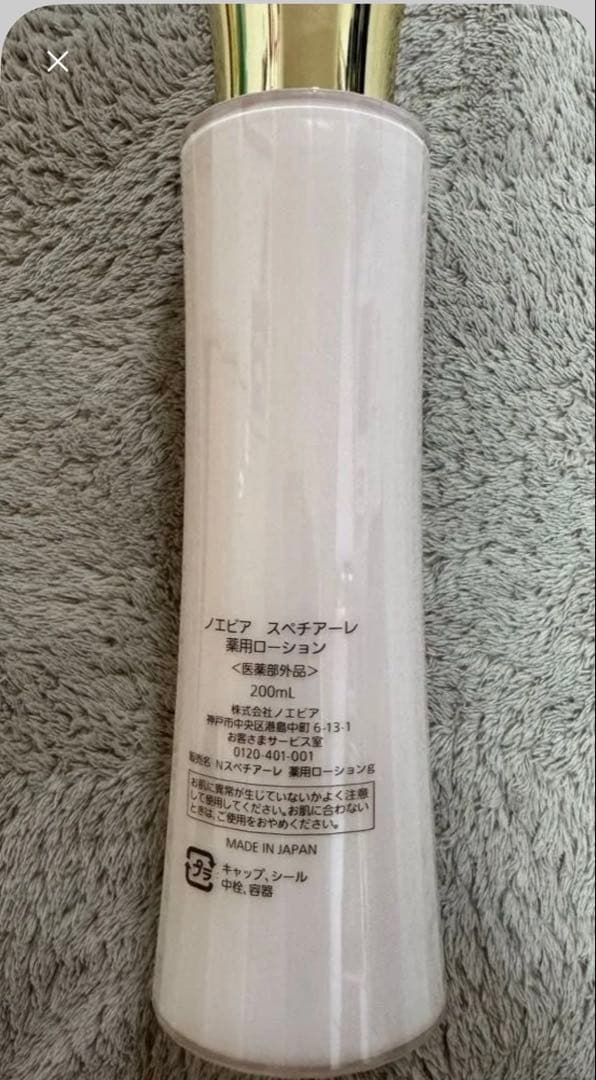 ノエビア スペチアーレ
薬用ローション
<医薬部外品>
200mL
株式会社ノエビア
神戸市中央区港島中町 6-13-1
お客さまサービス室
0120-401-001
販売名 Nスペチアーレ 薬用ローションg
お肌に異常が生じていないかよく注意
して使用してください。お肌に合わない
ときは、ご使用をおやめください。
MADE IN JAPAN
プラ キャップ、シール
中栓、容器